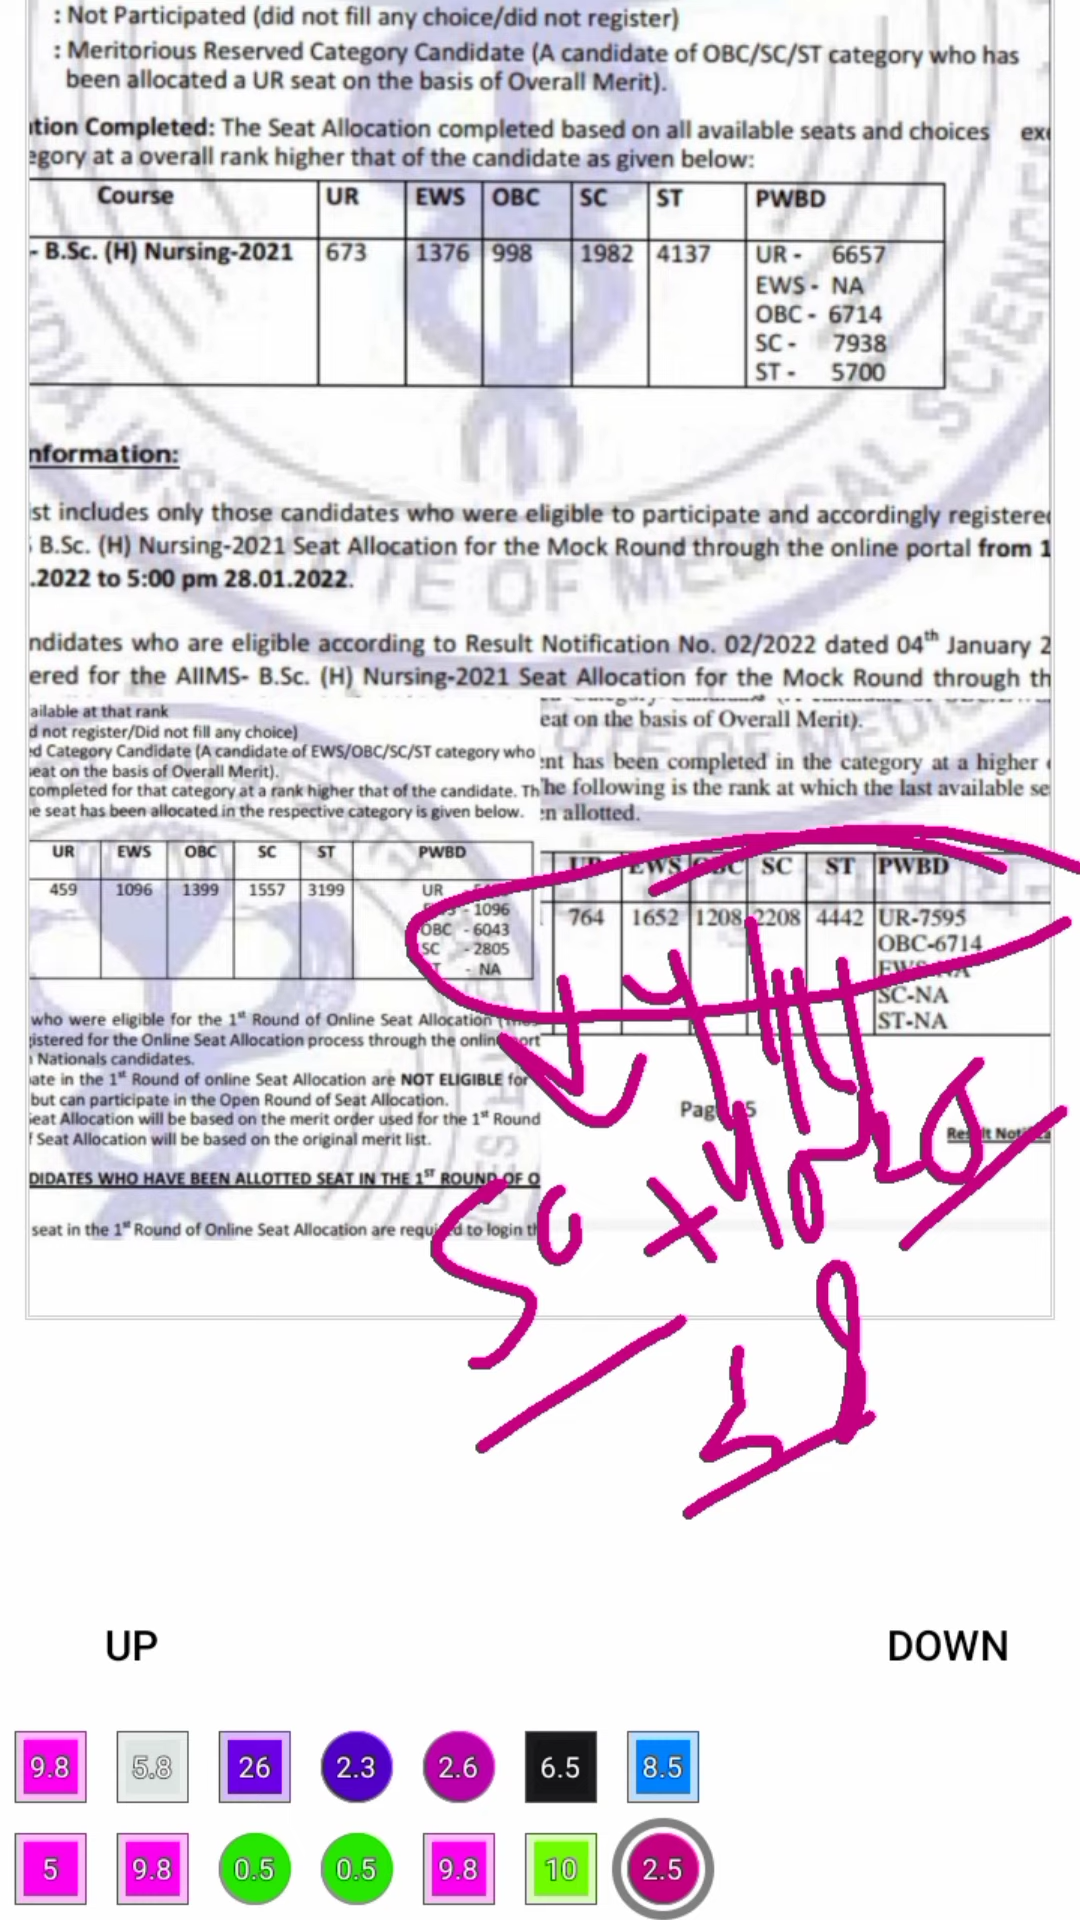 : Not Participated (did not fill any choice/did not register)
: Meritorious Reserved Category Candidate (A candidate of OBC/SC/ST category who has
been allocated a UR seat on the basis of Overall Merit).
tion Completed: The Seat Allocation completed based on all available seats and choices
egory at a overall rank higher that of the candidate as given below:
Course UR EWS OBC SC ST PWBD
- B.Sc. (H) Nursing-2021 673 1376 998 1982 4137 UR - 6657
EWS - NA
OBC - 6714
SC - 7938
ST - 5700
nformation:
st includes only those candidates who were eligible to participate and accordingly registere
B.Sc. (H) Nursing-2021 Seat Allocation for the Mock Round through the online portal from 1
.2022 to 5:00 pm 28.01.2022.
ndidates who are eligible according to Result Notification No. 02/2022 dated 04th January 2
ered for the AIIMS- B.Sc. (H) Nursing-2021 Seat Allocation for the Mock Round through th
ailable at that rank
d not register/Did not fill any choice)
ed Category Candidate (A candidate of EWS/OBC/SC/ST category who
seat on the basis of Overall Merit).
completed for that category at a rank higher that of the candidate. Th
e seat has been allocated in the respective category is given below.
UR EWS OBC SC ST PWBD
459 1096 1399 1557 3199 UR
- 1096
OBC - 6043
SC - 2805
- NA
who were eligible for the 1st Round of Online Seat Allocation
gistered for the Online Seat Allocation process through the online
Nationals candidates.
ate in the 1st Round of online Seat Allocation are NOT ELIGIBLE for
but can participate in the Open Round of Seat Allocation.
Seat Allocation will be based on the merit order used for the 1st Round
f Seat Allocation will be based on the original merit list.
DIDATES WHO HAVE BEEN ALLOTTED SEAT IN THE 1ST ROUND OF O
seat in the 1st Round of Online Seat Allocation are required to login th
eat on the basis of Overall Merit).
ent has been completed in the category at a higher
he following is the rank at which the last available se
en allotted.
UR EWS OBC SC ST PWBD
764 1652 1208 2208 4442 UR-7595
OBC-6714
EWS-NA
SC-NA
ST-NA
UP DOWN
9.8 5.8 26 2.3 2.6 6.5 8.5
5 9.8 0.5 0.5 9.8 10 2.5